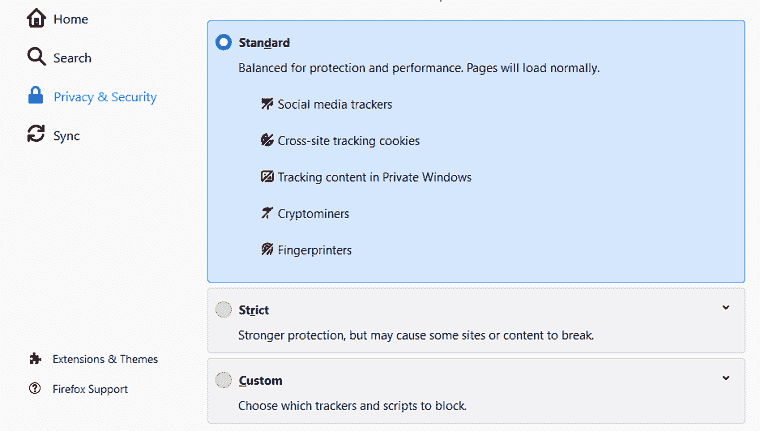 Home
Search
Privacy & Security
Sync
Extensions & Themes
Firefox Support
Standard
Balanced for protection and performance. Pages will load normally.
Social media trackers
Cross-site tracking cookies
Tracking content in Private Windows
Cryptominers
Fingerprinters
Strict
Stronger protection, but may cause some sites or content to break.
Custom
Choose which trackers and scripts to block.